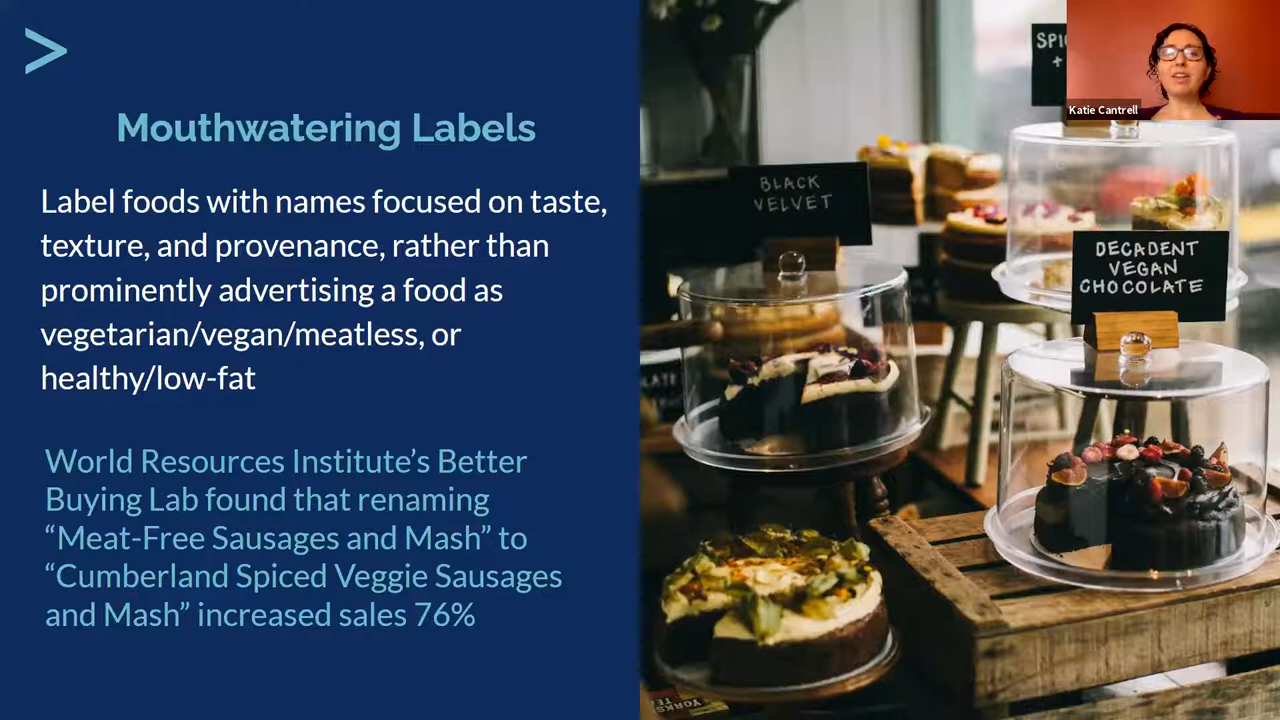 >
Mouthwatering Labels
Label foods with names focused on taste,
texture, and provenance, rather than
prominently advertising a food as
vegetarian/vegan/meatless, or
healthy/low-fat
World Resources Institute’s Better
Buying Lab found that renaming
“Meat-Free Sausages and Mash” to
“Cumberland Spiced Veggie Sausages
and Mash” increased sales 76%
BLACK
VELVET
DECADENT
VEGAN
CHOCOLATE
Katie Cantrell